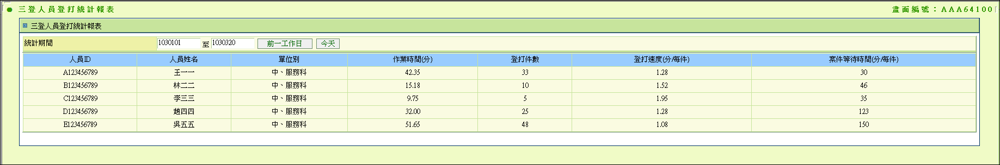 三登人員登打統計報表 畫面編號：AAA64100
三登人員登打統計報表
統計期間 1030101 至 1030320 前一工作日 今天
人員ID 人員姓名 單位別 作業時間(分) 登打件數 登打速度(分/每件) 案件等待時間(分/每件)
A123456789 王一一 中、服務科 42.35 33 1.28 30
B123456789 林二二 中、服務科 15.18 10 1.52 46
C123456789 李三三 中、服務科 9.75 5 1.95 35
D123456789 趙四四 中、服務科 32.00 25 1.28 123
E123456789 吳五五 中、服務科 51.65 48 1.08 150